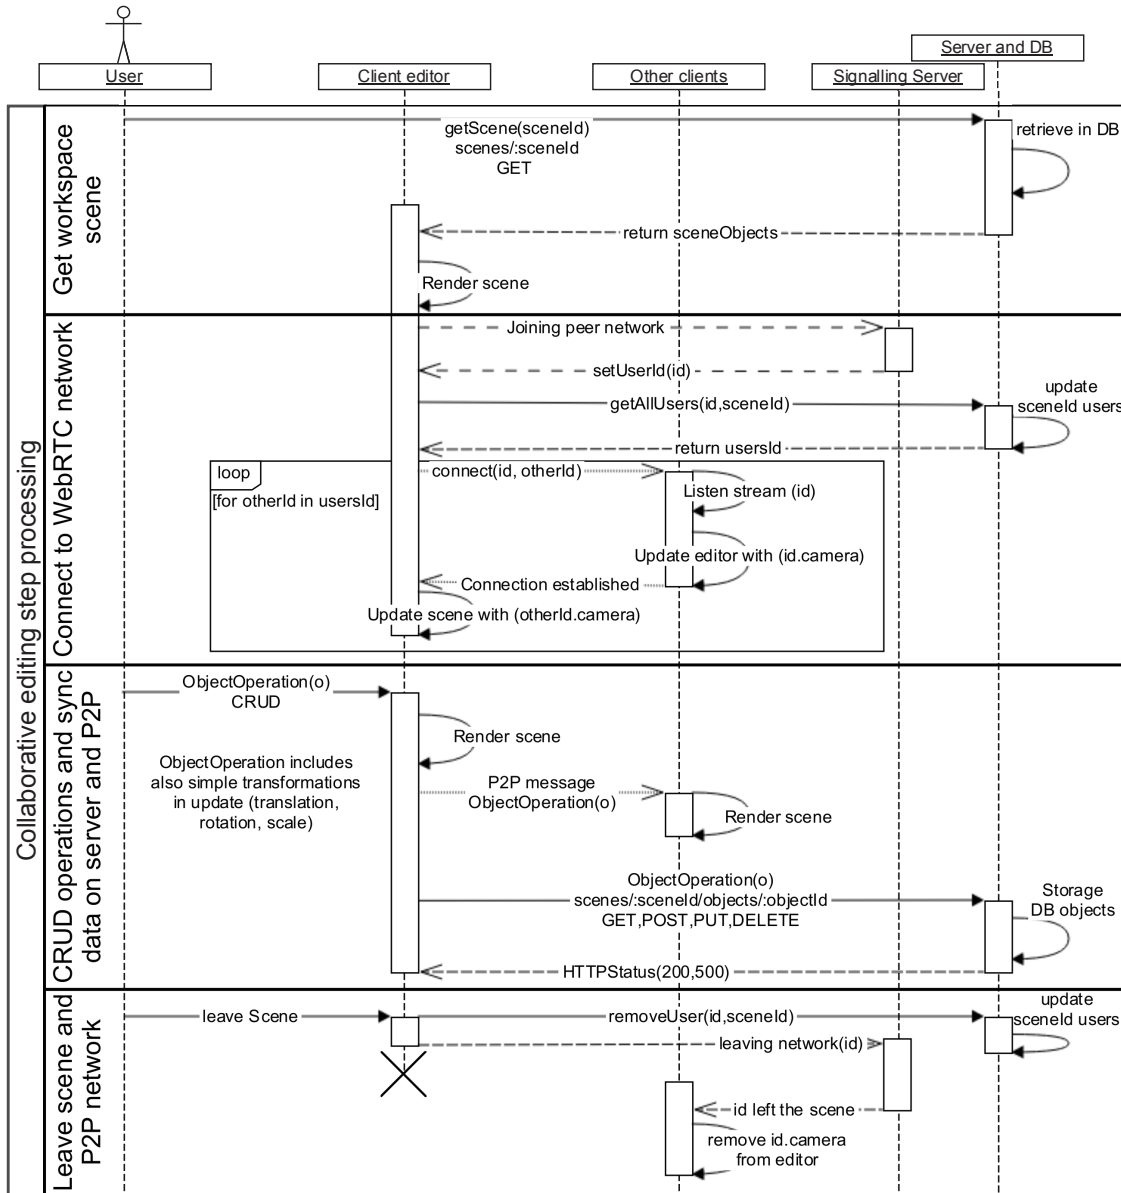 Server and DB
User
Client editor
Other clients
Signalling Server
Collaborative editing step processing
Get workspace
scene
getScene(sceneId)
scenes/:sceneId
GET
retrieve in DB
return sceneObjects
Render scene
Connect to WebRTC network
Joining peer network
setUserId(id)
getAllUsers(id,sceneId)
update
sceneId users
return usersId
loop
[for otherId in usersId]
connect(id, otherId)
Listen stream (id)
Update editor with (id.camera)
Connection established
Update scene with (otherId.camera)
CRUD operations and sync
data on server and P2P
ObjectOperation(o)
CRUD
Render scene
ObjectOperation includes
also simple transformations
in update (translation,
rotation, scale)
P2P message
ObjectOperation(o)
Render scene
ObjectOperation(o)
scenes/:sceneId/objects/:objectId
GET,POST,PUT,DELETE
Storage
DB objects
HTTPStatus(200,500)
Leave scene and
P2P network
leave Scene
removeUser(id,sceneId)
update
sceneId users
leaving network(id)
id left the scene
remove id.camera
from editor